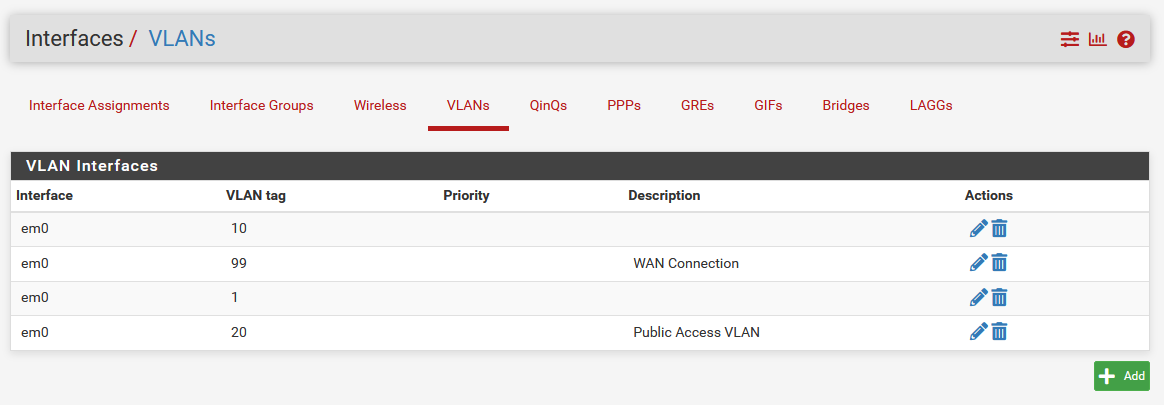 Interfaces / VLANs
Interface Assignments Interface Groups Wireless VLANs QinQs PPPs GREs GIFs Bridges LAGGs
VLAN Interfaces
Interface VLAN tag Priority Description Actions
em0 10
em0 99 WAN Connection
em0 1
em0 20 Public Access VLAN
Add